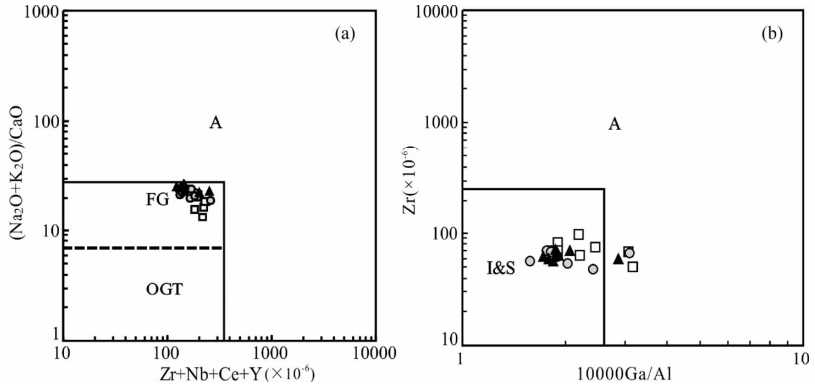 1000
(a)
A
100
(Na₂O+K₂O)/CaO
FG
10
OGT
1
10 100 1000 10000
Zr+Nb+Ce+Y(×10⁻⁶)
10000
(b)
1000
A
Zr(×10⁻⁶)
100
I&S
10
1 10
10000Ga/Al